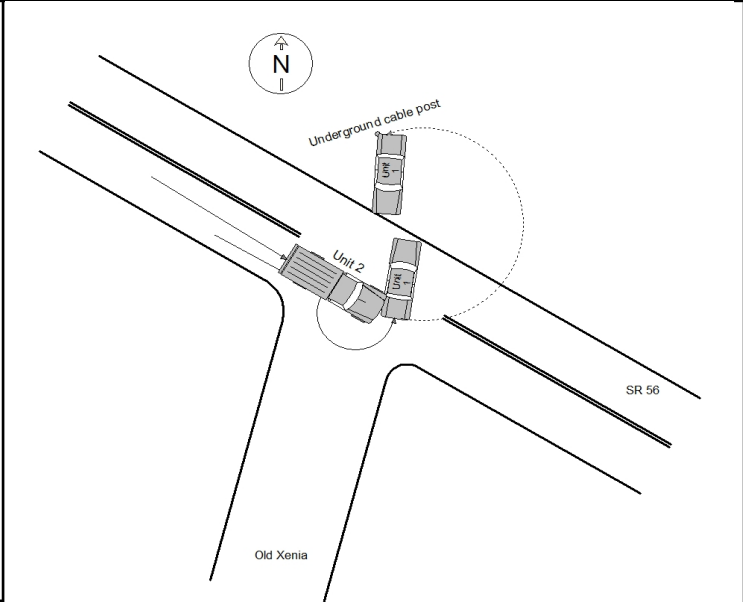 N
Underground cable post
Unit 1
Unit 2
Unit 1
SR 56
Old Xenia